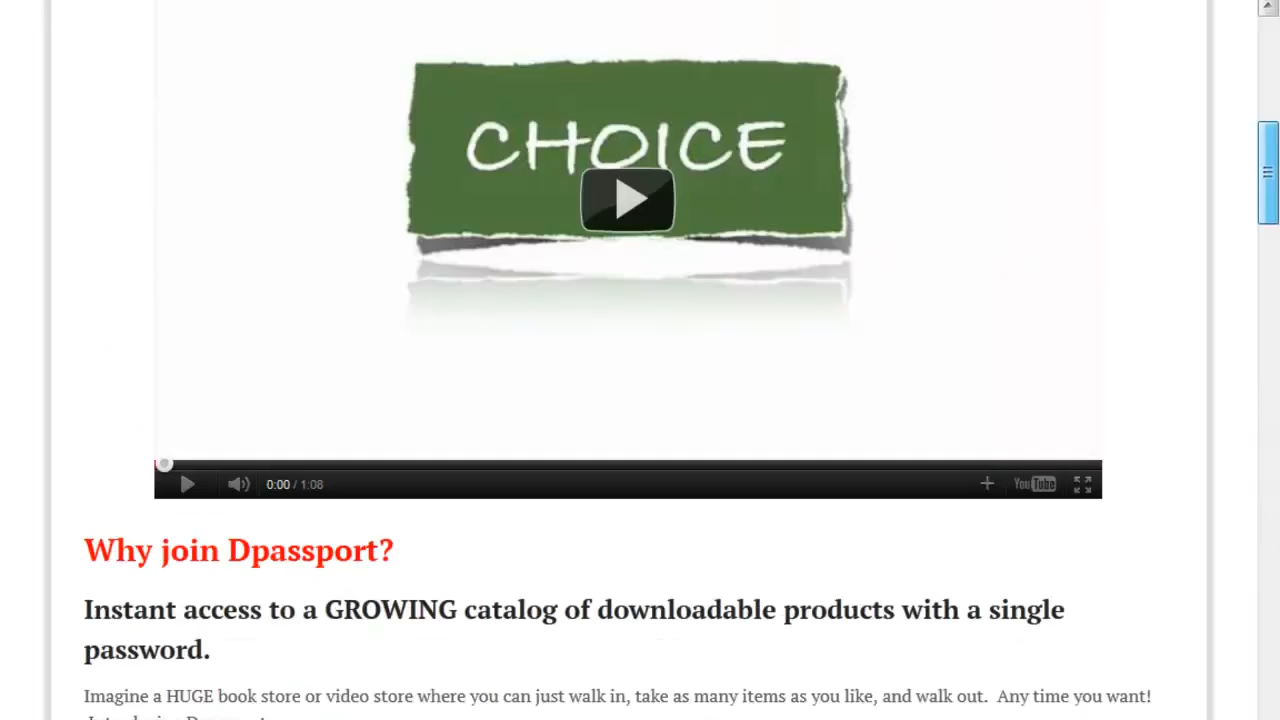 CHOICE
0:00 / 1:08
YouTube
Why join Dpassport?
Instant access to a GROWING catalog of downloadable products with a single
password.
Imagine a HUGE book store or video store where you can just walk in, take as many items as you like, and walk out.  Any time you want!